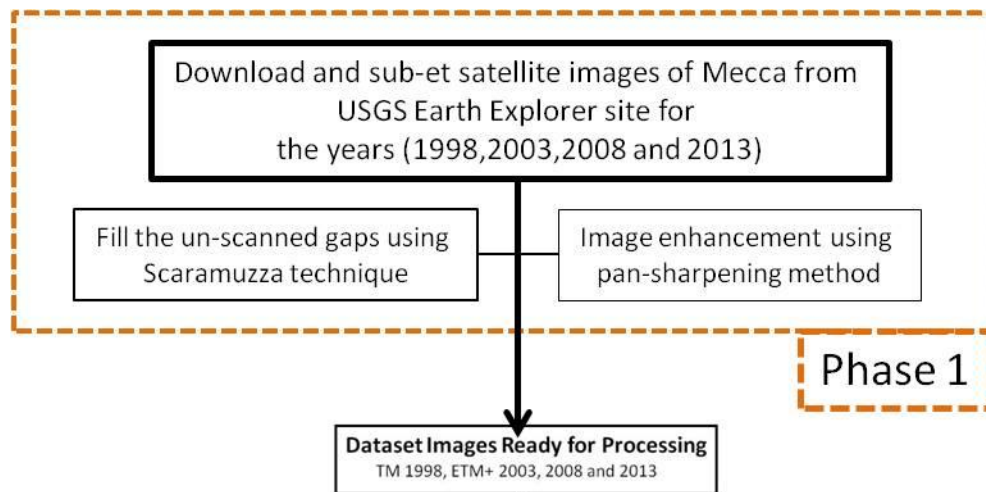 Download and sub-et satellite images of Mecca from
USGS Earth Explorer site for
the years (1998,2003,2008 and 2013)
Fill the un-scanned gaps using
Scaramuzza technique
Image enhancement using
pan-sharpening method
Phase 1
Dataset Images Ready for Processing
TM 1998, ETM+ 2003, 2008 and 2013